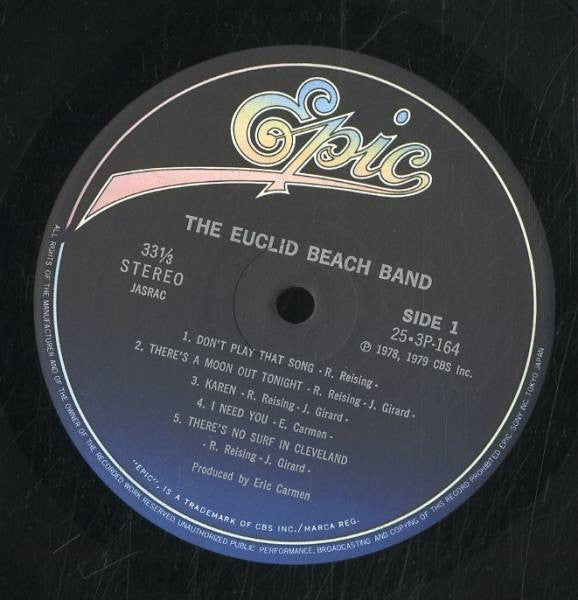 Epic
THE EUCLID BEACH BAND
33⅓
STEREO
JASRAC
SIDE 1
25•3P-164
Ⓟ 1978, 1979 CBS Inc.
1. DON'T PLAY THAT SONG - R. Reising -
2. THERE'S A MOON OUT TONIGHT - R. Reising - J. Girard -
3. KAREN - R. Reising - J. Girard -
4. I NEED YOU - E. Carmen -
5. THERE'S NO SURF IN CLEVELAND
- R. Reising - J. Girard -
Produced by Eric Carmen
"EPIC", IS A TRADEMARK OF CBS INC./MARCA REG.
ALL RIGHTS OF THE MANUFACTURER AND OF THE OWNER OF THE RECORDED WORK RESERVED. UNAUTHORIZED PUBLIC PERFORMANCE, BROADCASTING AND COPYING OF THIS RECORD PROHIBITED EPIC/SONY INC. TOKYO JAPAN